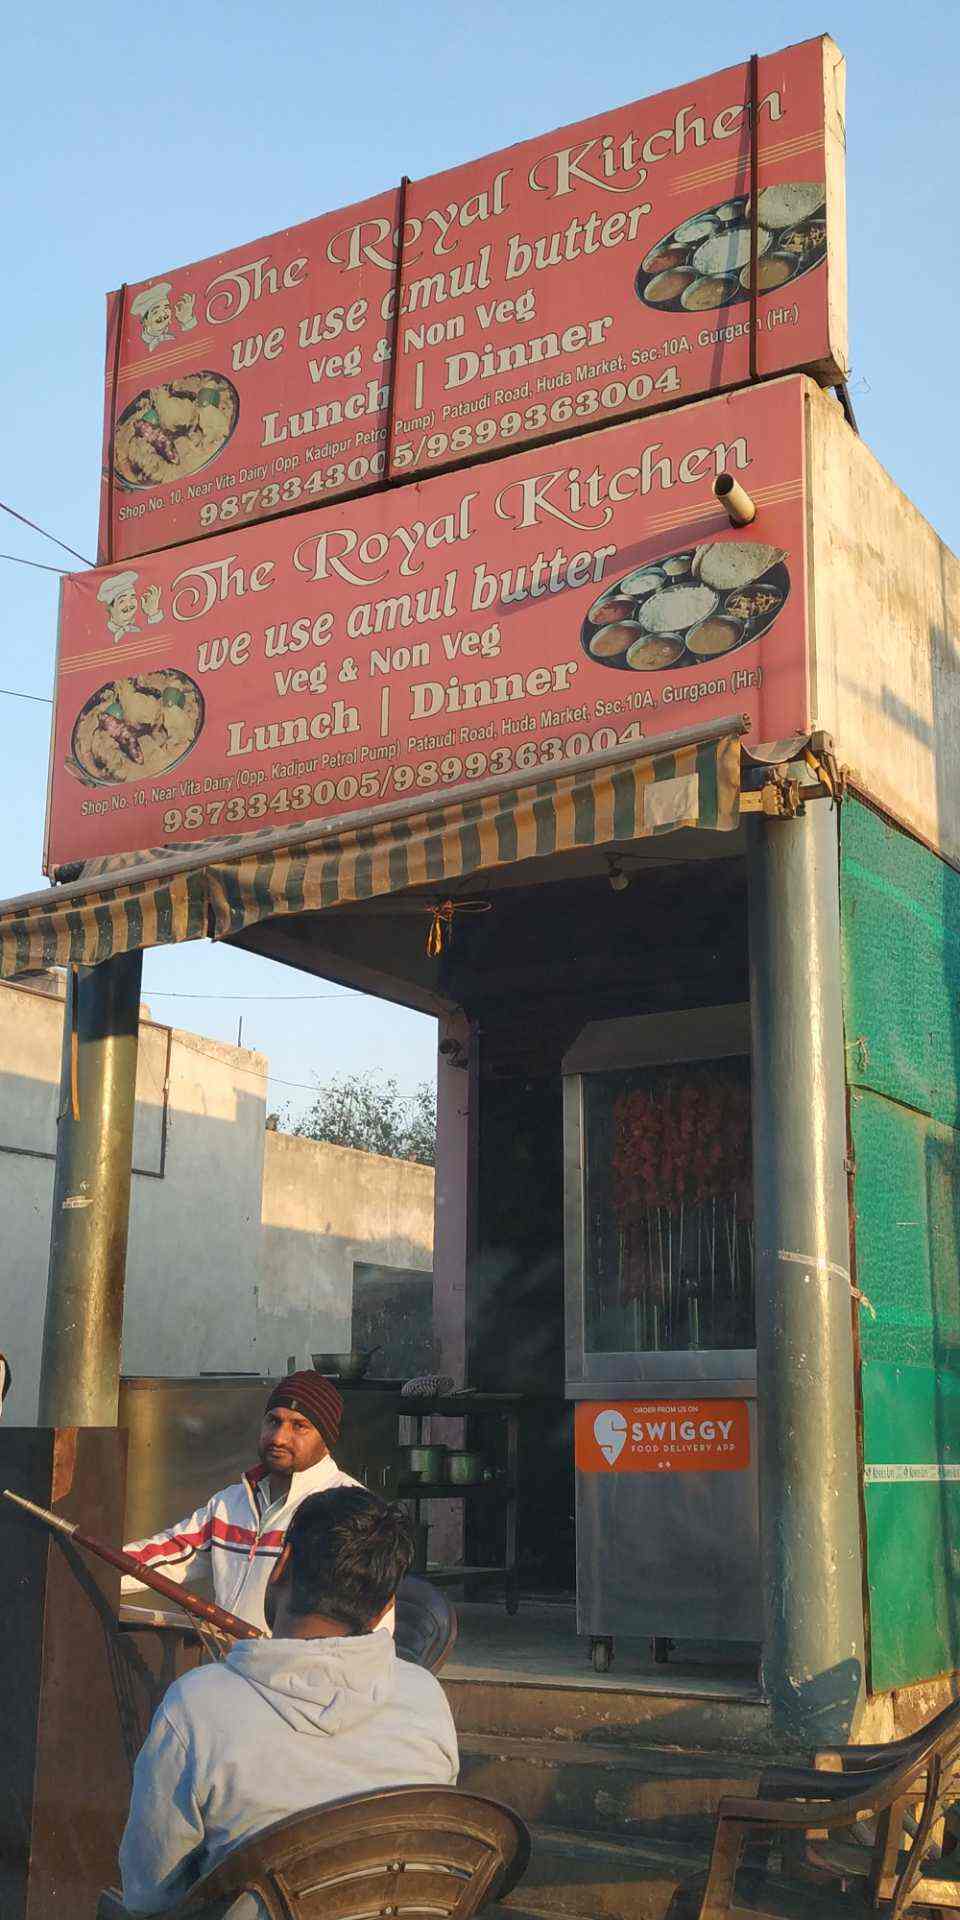 The Royal Kitchen
we use amul butter
Veg & Non Veg
Lunch | Dinner
Shop No. 10, Near Vita Dairy (Opp. Kadipur Petrol Pump) Pataudi Road, Huda Market, Sec.10A, Gurgaon (Hr.)
9873343005/9899363004
The Royal Kitchen
we use amul butter
Veg & Non Veg
Lunch | Dinner
Shop No. 10, Near Vita Dairy (Opp. Kadipur Petrol Pump) Pataudi Road, Huda Market, Sec.10A, Gurgaon (Hr.)
9873343005/9899363004
ORDER FROM US ON
SWIGGY
FOOD DELIVERY APP